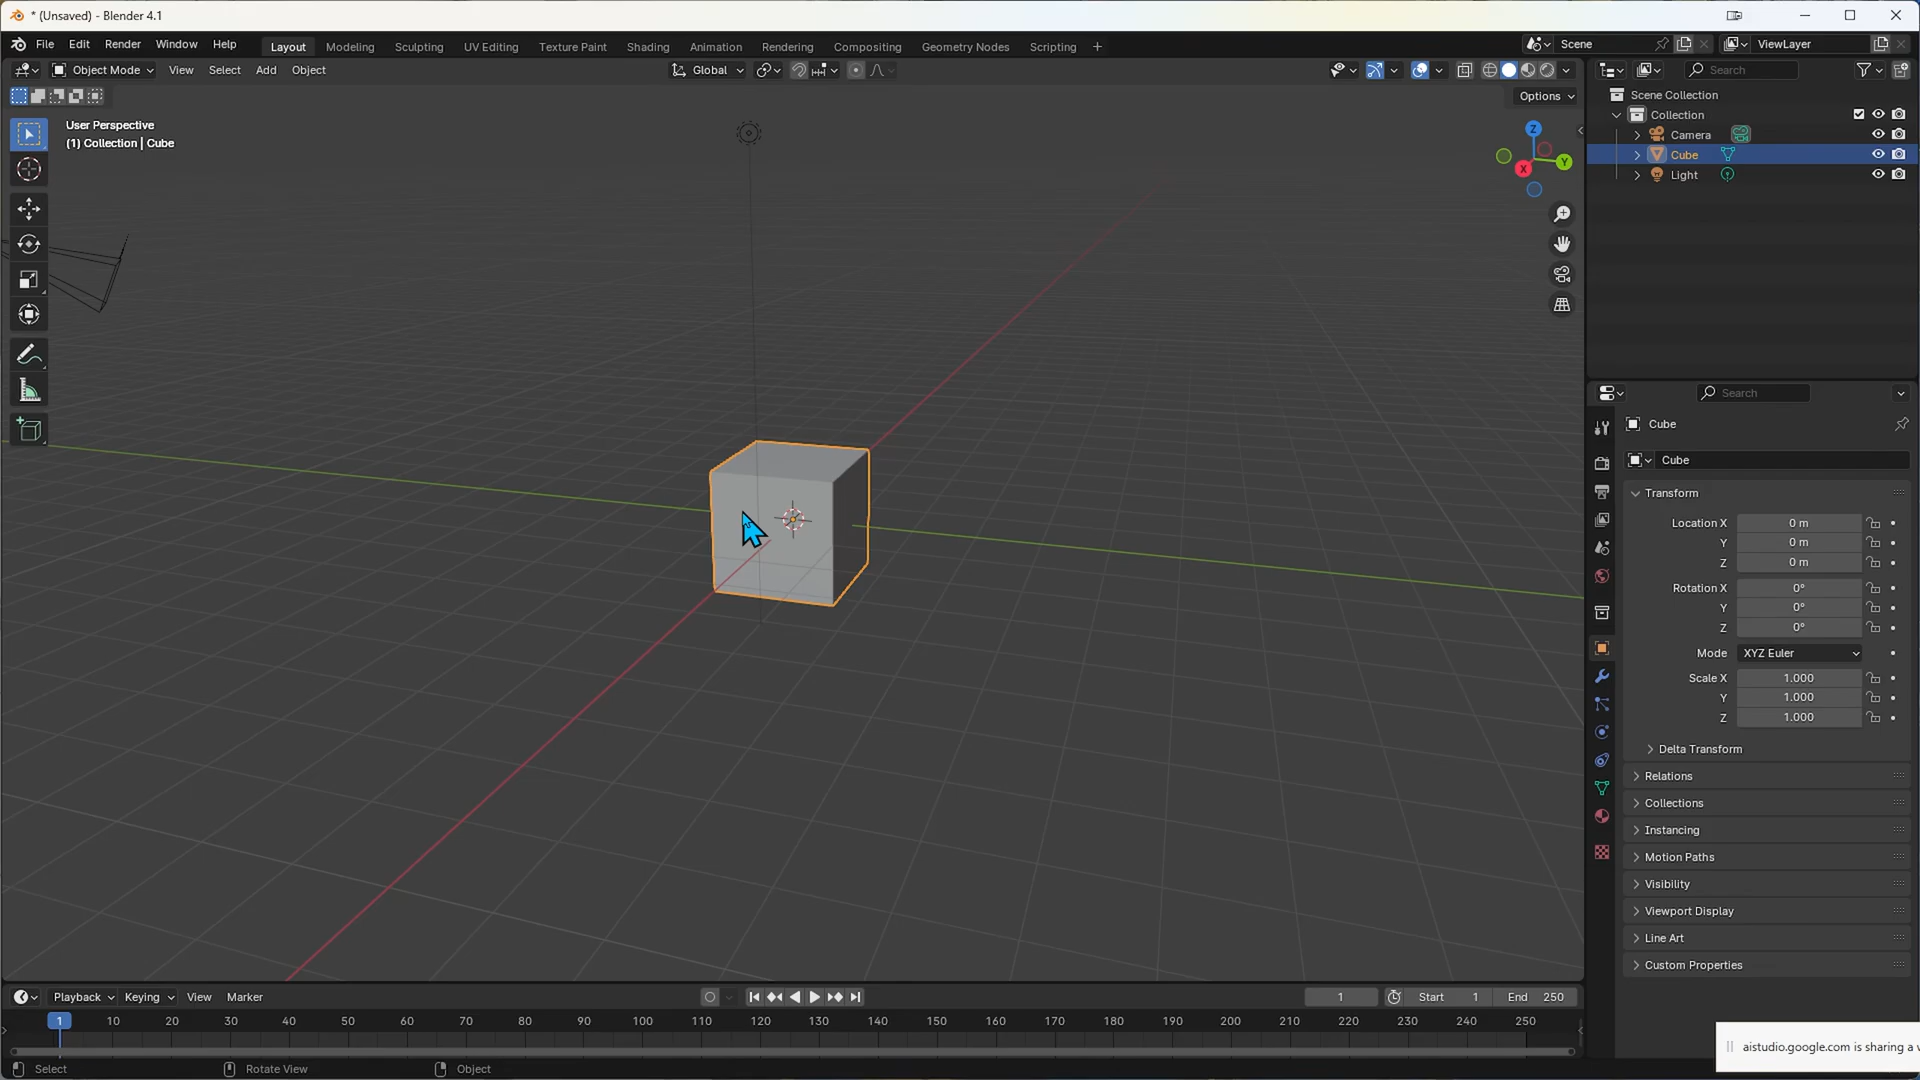 * (Unsaved) - Blender 4.1
File Edit Render Window Help Layout Modeling Sculpting UV Editing Texture Paint Shading Animation Rendering Compositing Geometry Nodes Scripting + Scene ViewLayer
Object Mode View Select Add Object Global Search
Options
User Perspective
(1) Collection | Cube
Z
Y
X
Scene Collection
Collection
Camera
Cube
Light
Search
Cube
Cube
Transform
Location X 0 m
Y 0 m
Z 0 m
Rotation X 0°
Y 0°
Z 0°
Mode XYZ Euler
Scale X 1.000
Y 1.000
Z 1.000
Delta Transform
Relations
Collections
Instancing
Motion Paths
Visibility
Viewport Display
Line Art
Custom Properties
Playback Keying View Marker 1 Start 1 End 250
1 10 20 30 40 50 60 70 80 90 100 110 120 130 140 150 160 170 180 190 200 210 220 230 240 250
aistudio.google.com is sharing a
Select Rotate View Object